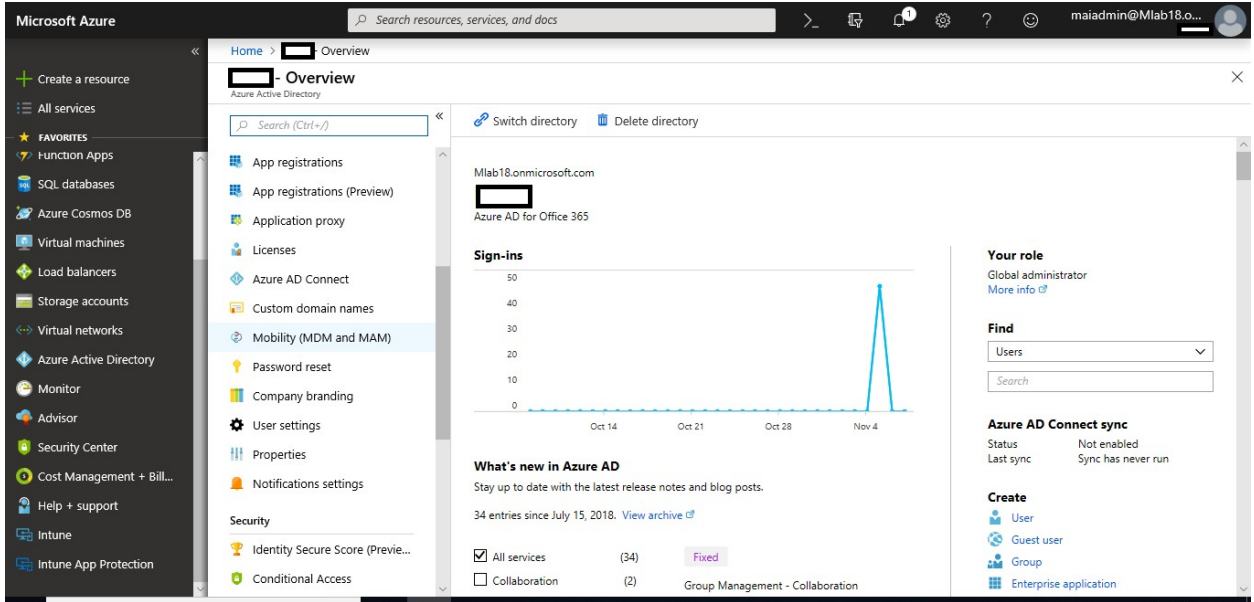 Microsoft Azure
Search resources, services, and docs
>_
1
?
maiadmin@Mlab18.o...
«
Create a resource
All services
FAVORITES
Function Apps
SQL databases
Azure Cosmos DB
Virtual machines
Load balancers
Storage accounts
Virtual networks
Azure Active Directory
Monitor
Advisor
Security Center
Cost Management + Bill...
Help + support
Intune
Intune App Protection
Home > - Overview
- Overview
Azure Active Directory
Search (Ctrl+/)
«
App registrations
App registrations (Preview)
Application proxy
Licenses
Azure AD Connect
Custom domain names
Mobility (MDM and MAM)
Password reset
Company branding
User settings
Properties
Notifications settings
Security
Identity Secure Score (Previe...
Conditional Access
Switch directory Delete directory
Mlab18.onmicrosoft.com
Azure AD for Office 365
Sign-ins
50
40
30
20
10
0
Oct 14 Oct 21 Oct 28 Nov 4
What's new in Azure AD
Stay up to date with the latest release notes and blog posts.
34 entries since July 15, 2018. View archive
All services (34) Fixed
Collaboration (2) Group Management - Collaboration
Your role
Global administrator
More info
Find
Users
Search
Azure AD Connect sync
Status Not enabled
Last sync Sync has never run
Create
User
Guest user
Group
Enterprise application